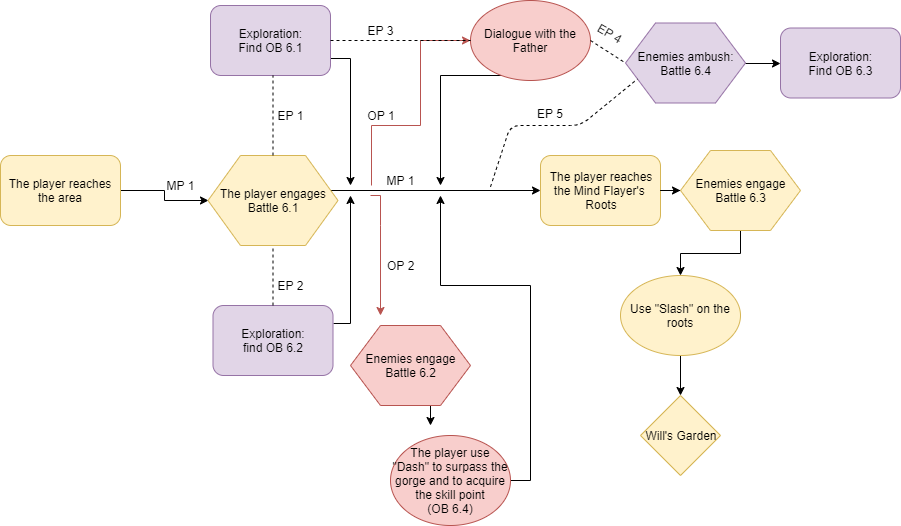 Exploration:
Find OB 6.1
EP 3
Dialogue with the
Father
EP 4
Enemies ambush:
Battle 6.4
Exploration:
Find OB 6.3
EP 1
OP 1
EP 5
The player reaches
the area
MP 1
The player engages
Battle 6.1
MP 1
The player reaches
the Mind Flayer's
Roots
Enemies engage
Battle 6.3
EP 2
OP 2
Exploration:
find OB 6.2
Enemies engage
Battle 6.2
Use "Slash" on the
roots
The player use
"Dash" to surpass the
gorge and to acquire
the skill point
(OB 6.4)
Will's Garden